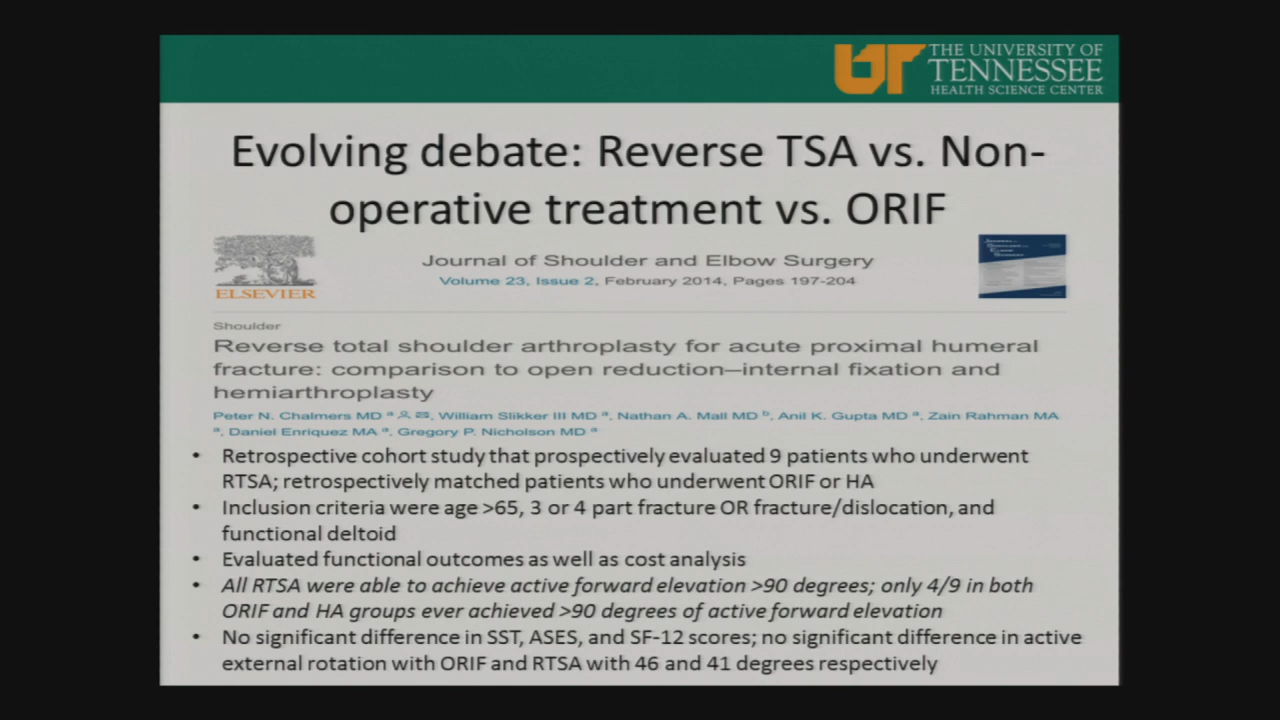 THE UNIVERSITY OF
TENNESSEE
HEALTH SCIENCE CENTER
Evolving debate: Reverse TSA vs. Non-
operative treatment vs. ORIF
ELSEVIER
Journal of Shoulder and Elbow Surgery
Volume 23, Issue 2, February 2014, Pages 197-204
Shoulder
Reverse total shoulder arthroplasty for acute proximal humeral
fracture: comparison to open reduction–internal fixation and
hemiarthroplasty
Peter N. Chalmers MD a, William Slikker III MD a, Nathan A. Mall MD b, Anil K. Gupta MD a, Zain Rahman MA
a, Daniel Enriquez MA a, Gregory P. Nicholson MD a
• Retrospective cohort study that prospectively evaluated 9 patients who underwent
RTSA; retrospectively matched patients who underwent ORIF or HA
• Inclusion criteria were age >65, 3 or 4 part fracture OR fracture/dislocation, and
functional deltoid
• Evaluated functional outcomes as well as cost analysis
• All RTSA were able to achieve active forward elevation >90 degrees; only 4/9 in both
ORIF and HA groups ever achieved >90 degrees of active forward elevation
• No significant difference in SST, ASES, and SF-12 scores; no significant difference in active
external rotation with ORIF and RTSA with 46 and 41 degrees respectively